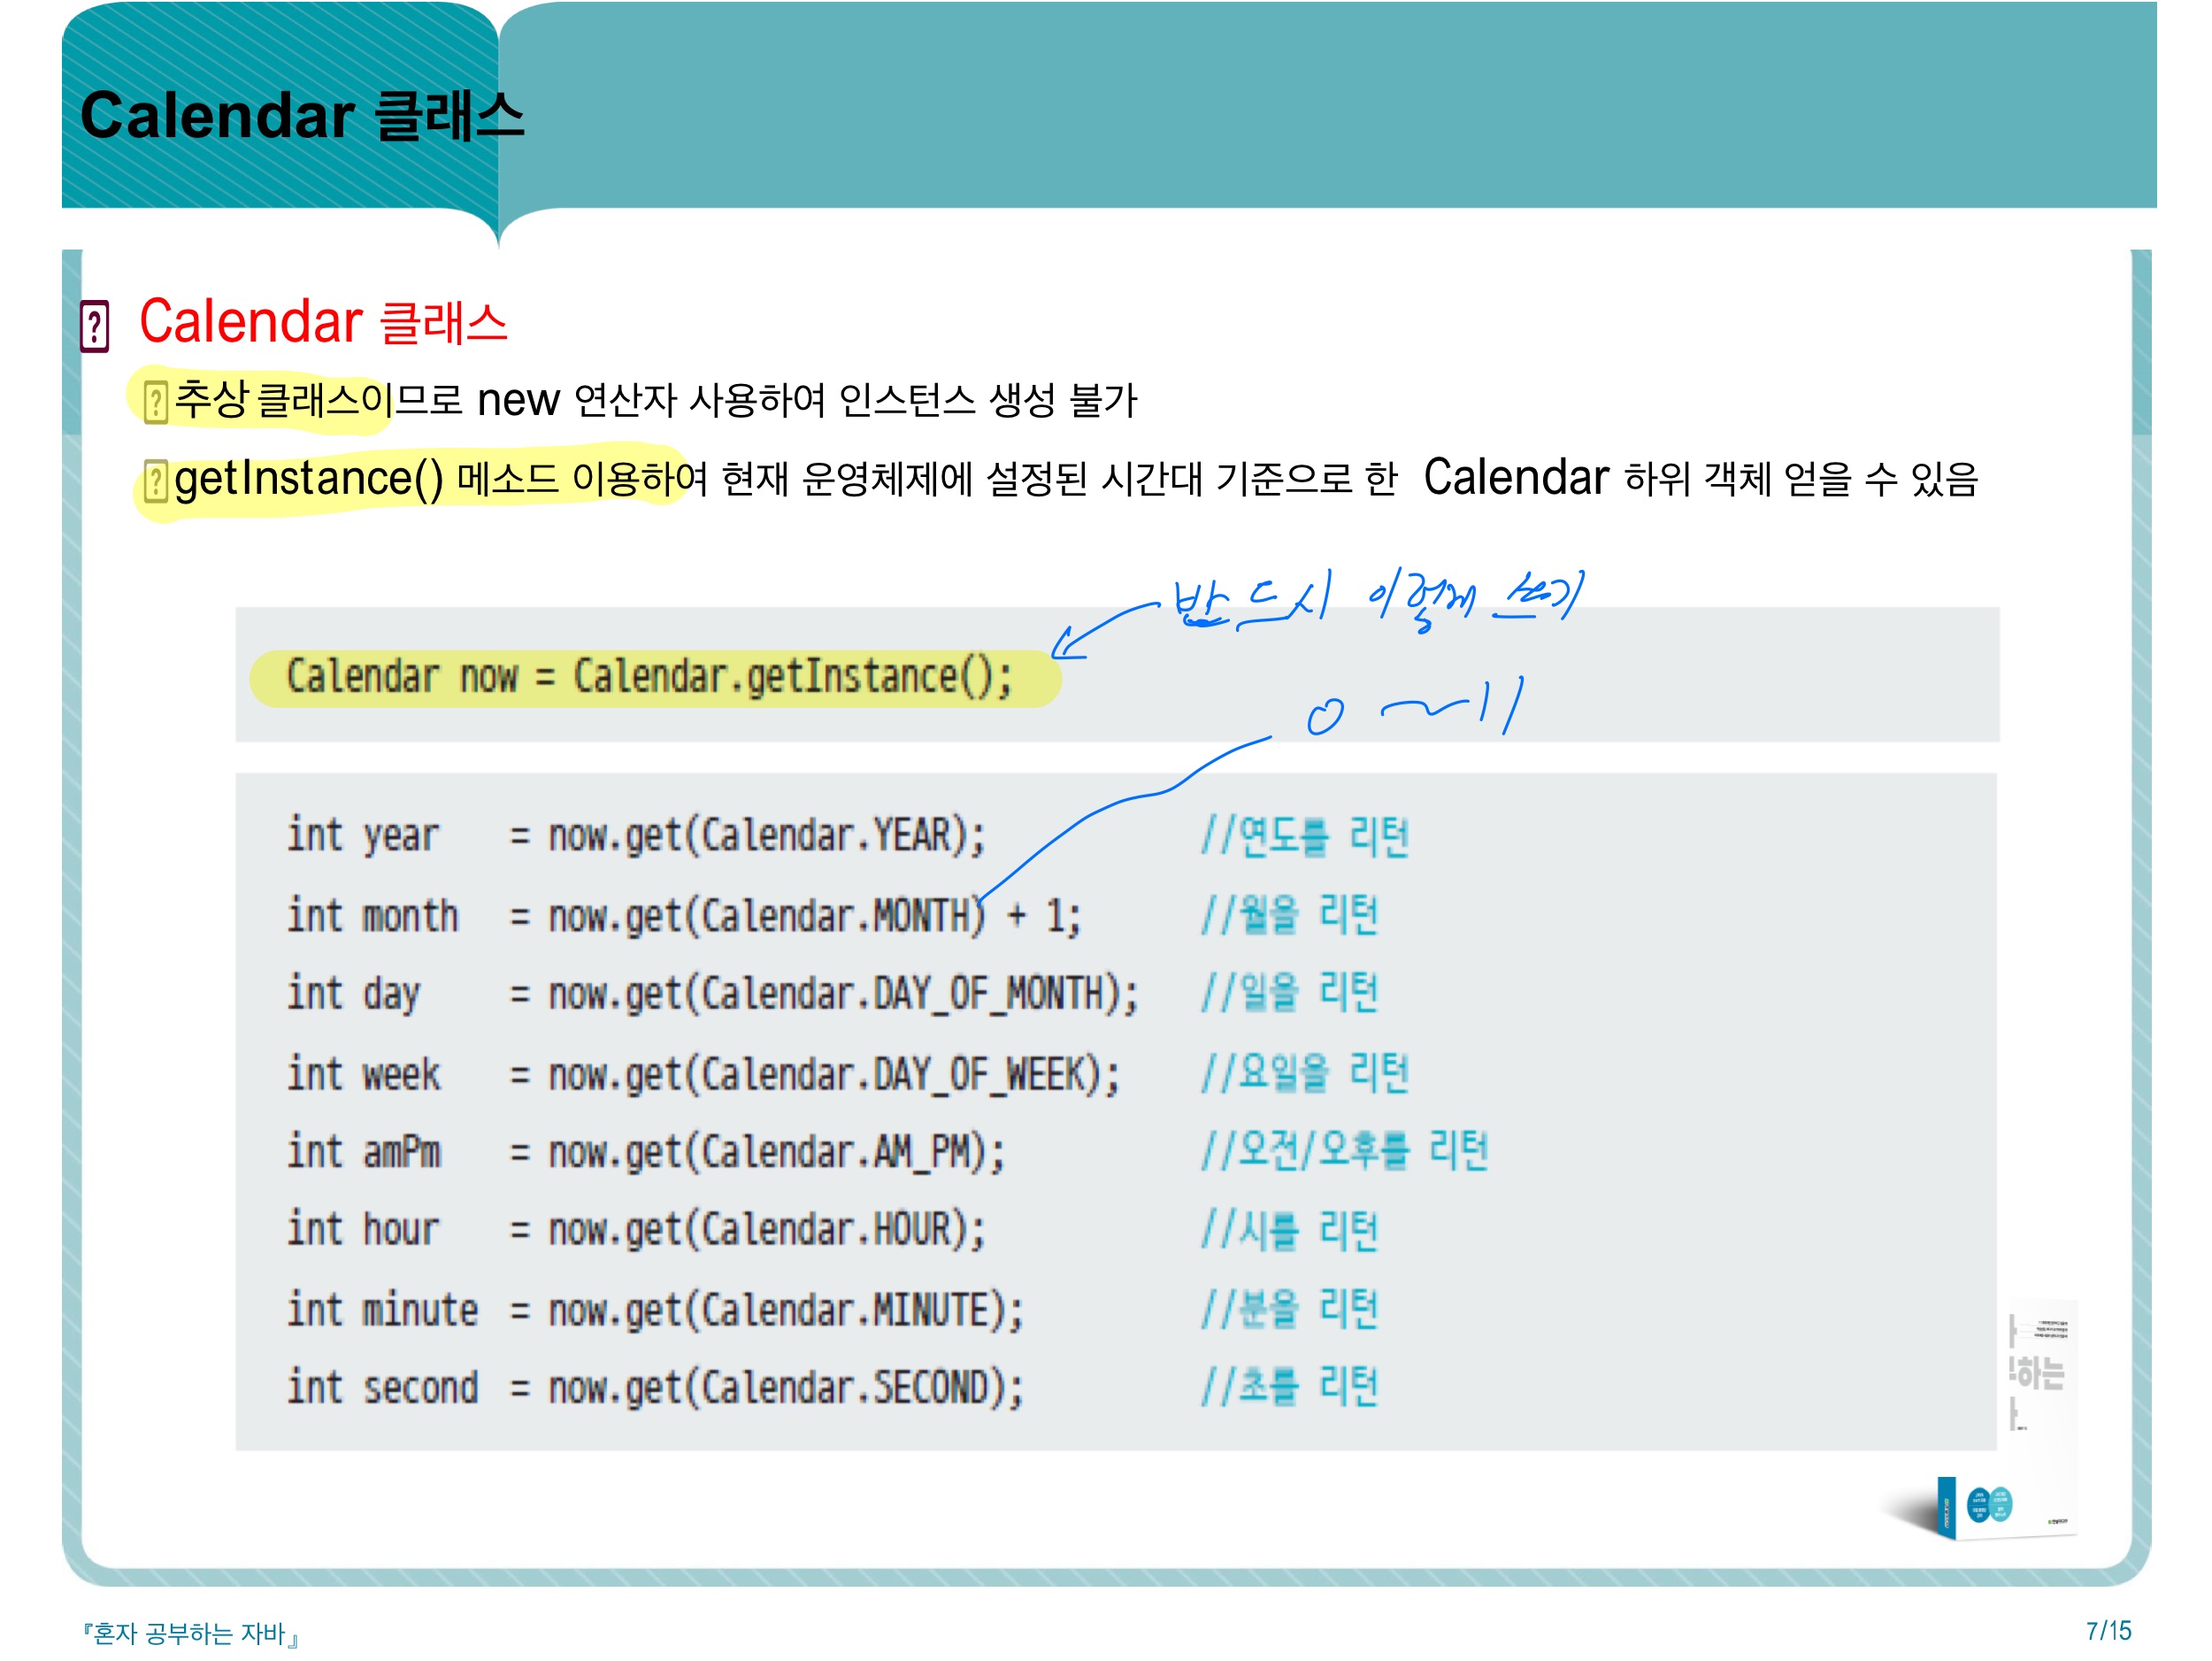 Calendar 클래스
Calendar 클래스
추상 클래스이므로 new 연산자 사용하여 인스턴스 생성 불가
getInstance() 메소드 이용하여 현재 운영체제에 설정된 시간대 기준으로 한 Calendar 하위 객체 얻을 수 있음
반드시 이렇게 쓰기
Calendar now = Calendar.getInstance();
0 ~ 11
int year = now.get(Calendar.YEAR); //연도를 리턴
int month = now.get(Calendar.MONTH) + 1; //월을 리턴
int day = now.get(Calendar.DAY_OF_MONTH); //일을 리턴
int week = now.get(Calendar.DAY_OF_WEEK); //요일을 리턴
int amPm = now.get(Calendar.AM_PM); //오전/오후를 리턴
int hour = now.get(Calendar.HOUR); //시를 리턴
int minute = now.get(Calendar.MINUTE); //분을 리턴
int second = now.get(Calendar.SECOND); //초를 리턴
하는
『혼자 공부하는 자바』
7/15